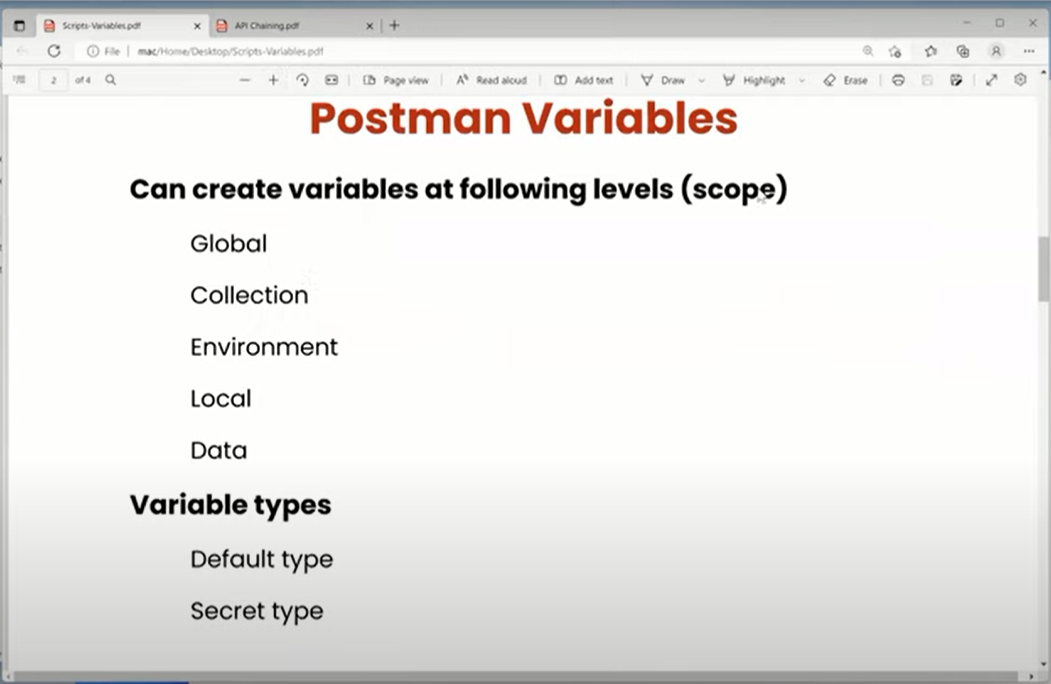 Scripts-Variables.pdf
API Chaining.pdf
File
mac/Home/Desktop/Scripts-Variables.pdf
2 of 4 Page view Read aloud Add text Draw Highlight Erase
Postman Variables
Can create variables at following levels (scope)
Global
Collection
Environment
Local
Data
Variable types
Default type
Secret type